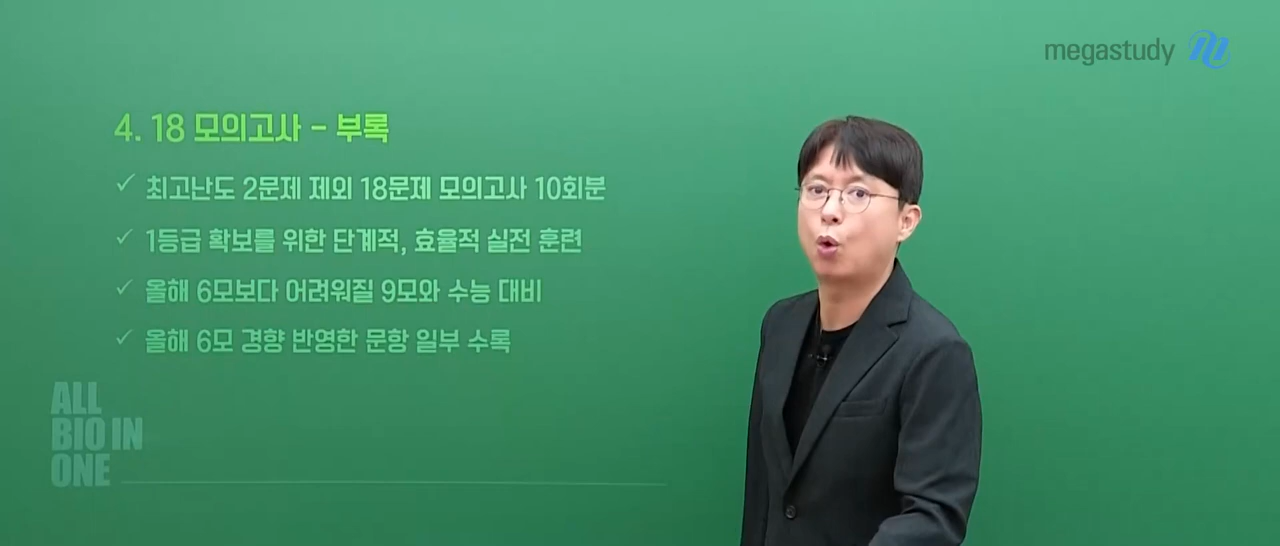 megastudy
4. 18 모의고사 - 부록
✓ 최고난도 2문제 제외 18문제 모의고사 10회분
✓ 1등급 확보를 위한 단계적, 효율적 실전 훈련
✓ 올해 6모보다 어려워질 9모와 수능 대비
✓ 올해 6모 경향 반영한 문항 일부 수록
ALL
BIO IN
ONE